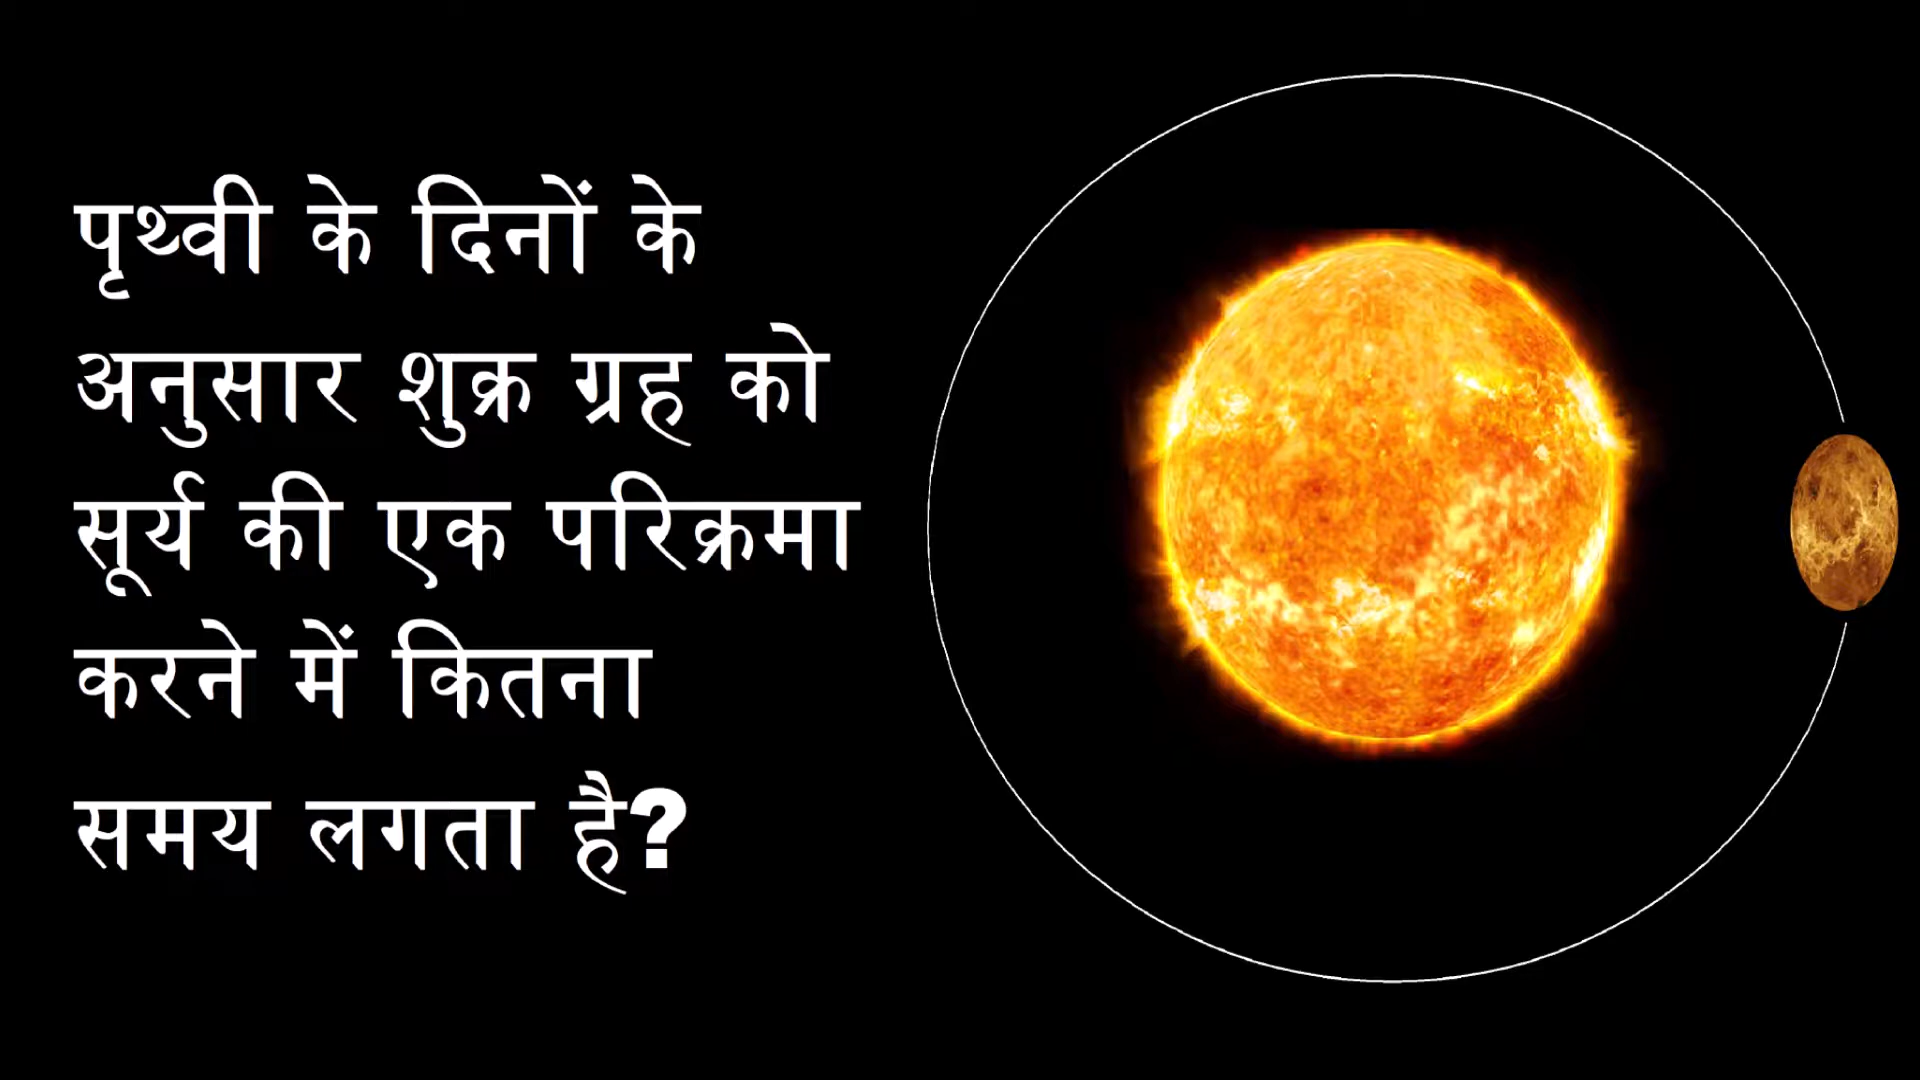 पृथ्वी के दिनों के
अनुसार शुक्र ग्रह को
सूर्य की एक परिक्रमा
करने में कितना
समय लगता है?